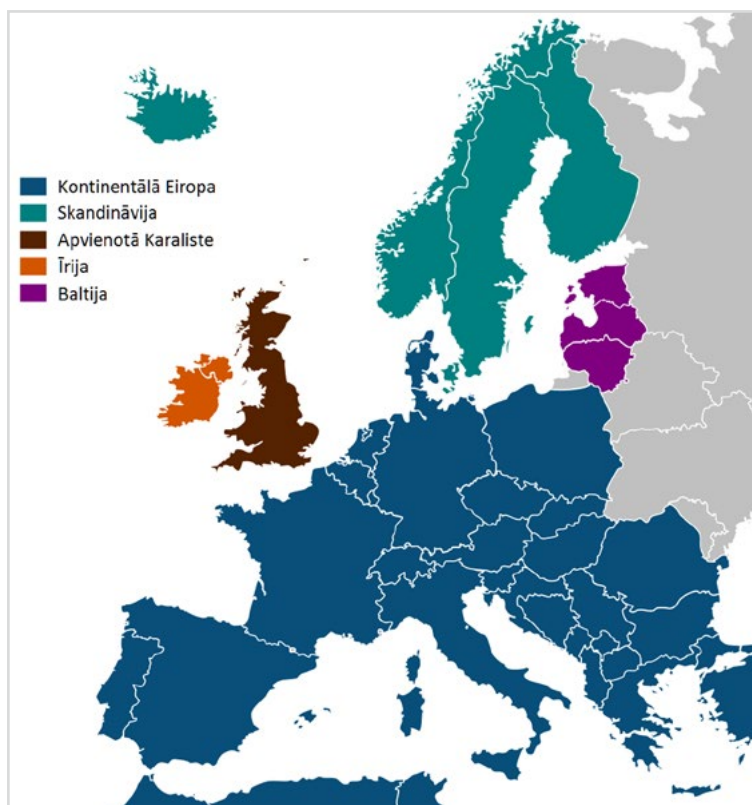 Kontinentālā Eiropa
Skandināvija
Apvienotā Karaliste
Īrija
Baltija